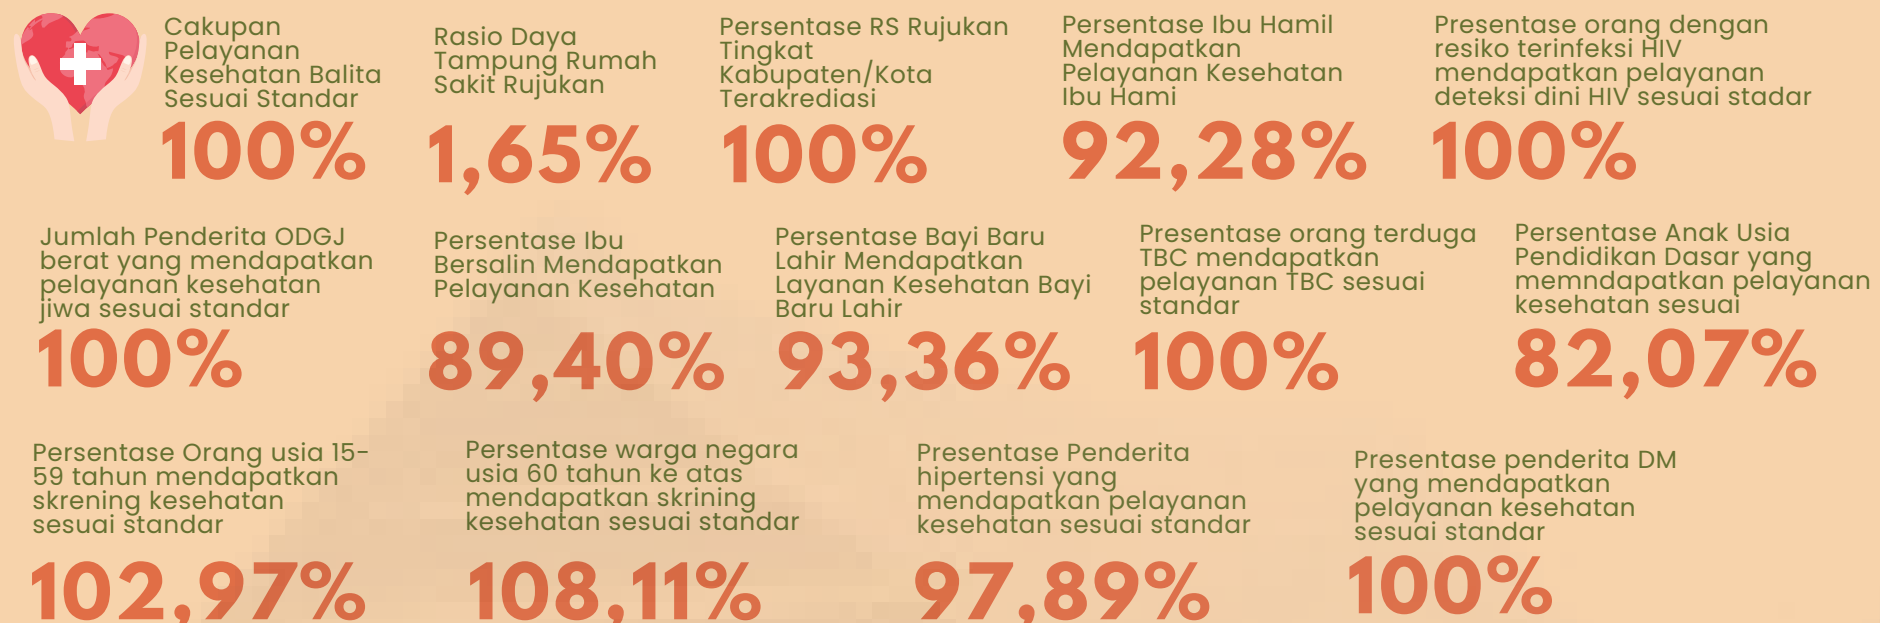 Cakupan
Pelayanan
Kesehatan Balita
Sesuai Standar
100%
Rasio Daya
Tampung Rumah
Sakit Rujukan
1,65%
Persentase RS Rujukan
Tingkat
Kabupaten/Kota
Terakrediasi
100%
Persentase Ibu Hamil
Mendapatkan
Pelayanan Kesehatan
Ibu Hami
92,28%
Presentase orang dengan
resiko terinfeksi HIV
mendapatkan pelayanan
deteksi dini HIV sesuai stadar
100%
Jumlah Penderita ODGJ
berat yang mendapatkan
pelayanan kesehatan
jiwa sesuai standar
100%
Persentase Ibu
Bersalin Mendapatkan
Pelayanan Kesehatan
89,40%
Persentase Bayi Baru
Lahir Mendapatkan
Layanan Kesehatan Bayi
Baru Lahir
93,36%
Presentase orang terduga
TBC mendapatkan
pelayanan TBC sesuai
standar
100%
Persentase Anak Usia
Pendidikan Dasar yang
memndapatkan pelayanan
kesehatan sesuai
82,07%
Persentase Orang usia 15-
59 tahun mendapatkan
skrening kesehatan
sesuai standar
102,97%
Persentase warga negara
usia 60 tahun ke atas
mendapatkan skrining
kesehatan sesuai standar
108,11%
Presentase Penderita
hipertensi yang
mendapatkan pelayanan
kesehatan sesuai standar
97,89%
Presentase penderita DM
yang mendapatkan
pelayanan kesehatan
sesuai standar
100%